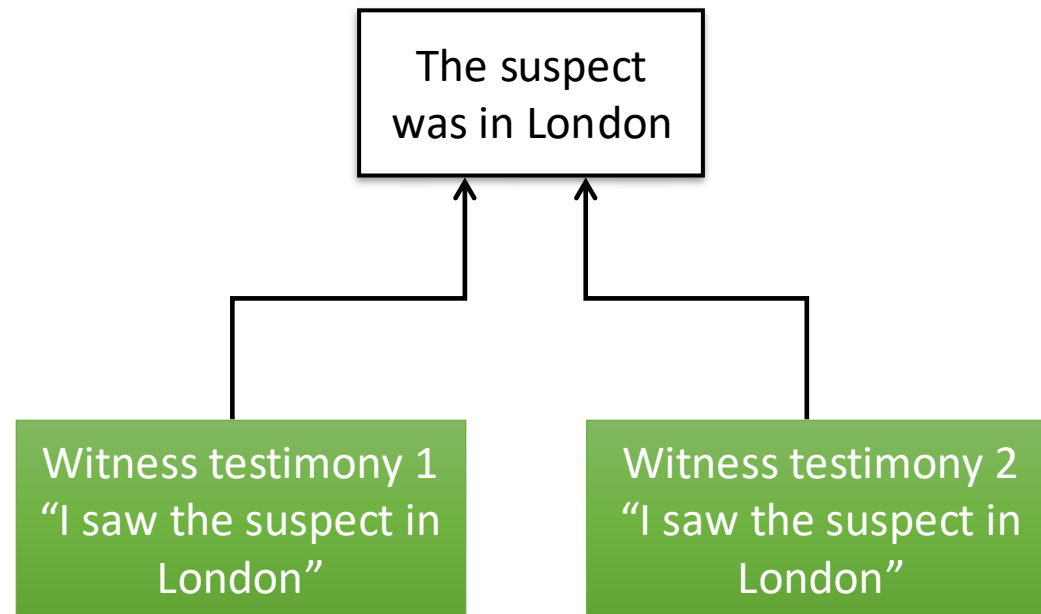 The suspect
was in London
Witness testimony 1
“I saw the suspect in
London”
Witness testimony 2
“I saw the suspect in
London”